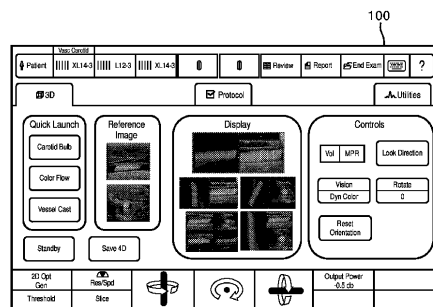 100
Vasc Carotid
Patient XL14-3 L12-3 XL14-3 0 0 Review Report End Exam ?
3D Protocol Utilities
Quick Launch
Carotid Bulb
Color Flow
Vessel Cast
Reference
Image
Display
Controls
Vol MPR Look Direction
Vision
Dyn Color
Rotate
0
Reset
Orientation
Standby Save 4D
2D Opt
Gen
Res/Spd
Output Power
-0.5 db
Threshold Slice